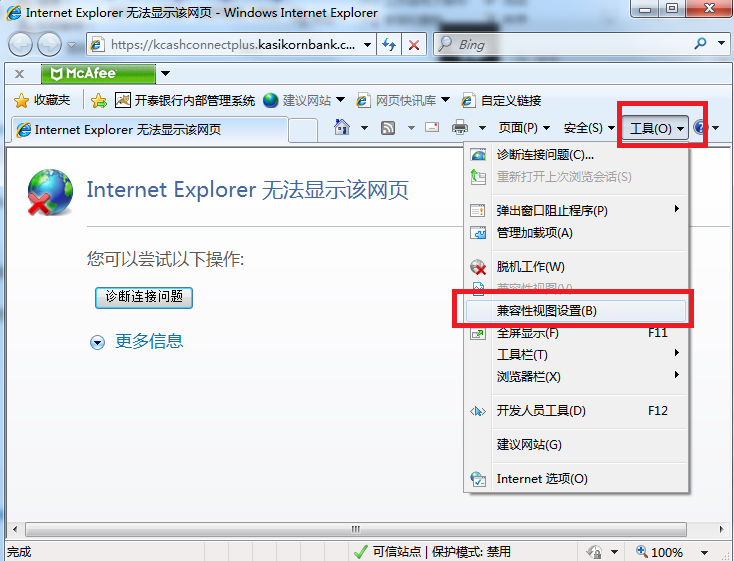 Internet Explorer 无法显示该网页 - Windows Internet Explorer
https://kcashconnectplus.kasikornbank.c...
Bing
x McAfee
收藏夹 开泰银行内部管理系统 建议网站 网页快讯库 自定义链接
Internet Explorer 无法显示该网页
页面(P) 安全(S) 工具(O)
Internet Explorer 无法显示该网页
您可以尝试以下操作:
诊断连接问题
更多信息
诊断连接问题(C)...
重新打开上次浏览会话(S)
弹出窗口阻止程序(P)
管理加载项(A)
脱机工作(W)
兼容性视图(V)
兼容性视图设置(B)
全屏显示(F) F11
工具栏(T)
浏览器栏(X)
开发人员工具(D) F12
建议网站(G)
Internet 选项(O)
完成 可信站点 | 保护模式: 禁用 100%